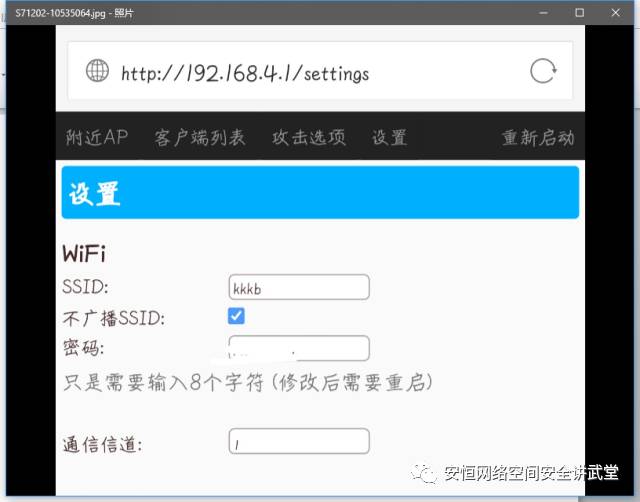 S71202-10535064.jpg - 照片
http://192.168.4.1/settings
附近AP 客户端列表 攻击选项 设置 重新启动
设置
WiFi
SSID: kkkb
不广播SSID:
密码:
只是需要输入8个字符 (修改后需要重启)
通信信道: 1
安恒网络空间安全讲武堂